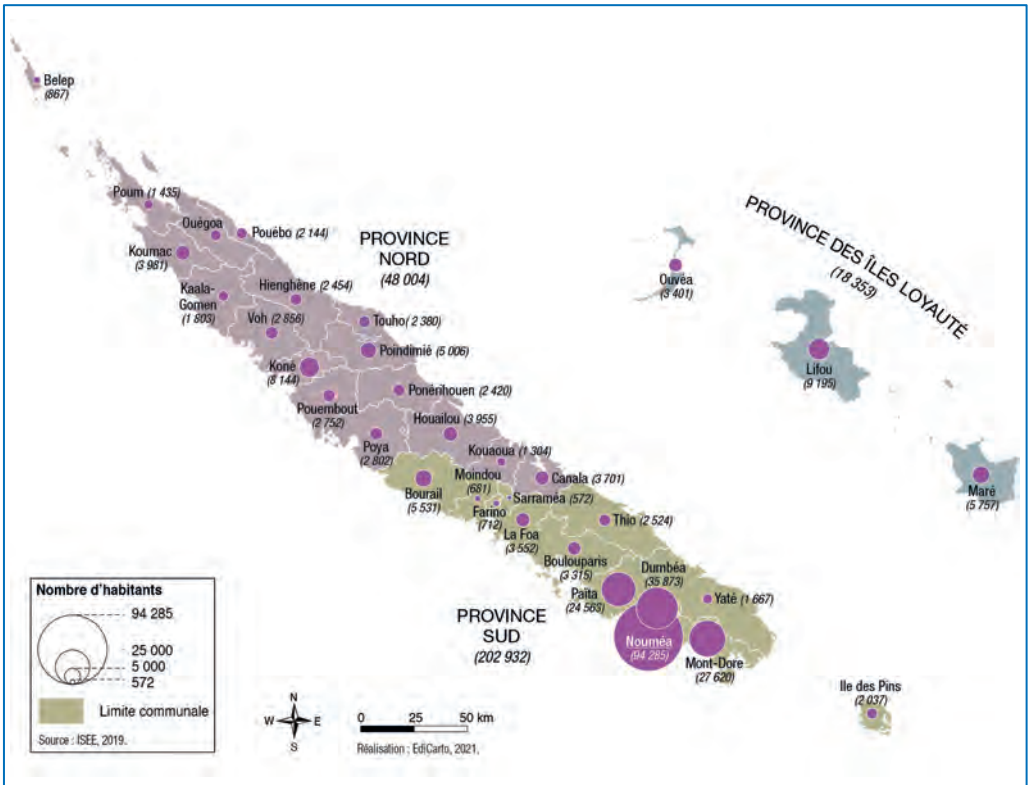 Belep
(867)
Poum (1 435)
Ouégoa
Pouébo (2 144)
Koumac
(3 981)
PROVINCE
NORD
(48 004)
Kaala-
Gomen
(1 803)
Hienghène (2 454)
Voh (2 856)
Touho (2 380)
Poindimié (5 006)
Koné
(8 144)
Ponérihouen (2 420)
Pouembout
(2 752)
Houaïlou (3 955)
Poya
(2 802)
Kouaoua (1 304)
Canala (3 701)
Moindou
(681)
Bourail
(5 531)
Sarraméa (572)
Farino
(712)
La Foa
(3 552)
Thio (2 524)
Boulouparis
(3 315)
Dumbéa
(35 873)
Païta
(24 563)
Yaté (1 667)
PROVINCE
SUD
(202 932)
Nouméa
(94 285)
Mont-Dore
(27 620)
Ile des Pins
(2 037)
PROVINCE DES ÎLES LOYAUTÉ
(18 353)
Ouvéa
(3 401)
Lifou
(9 195)
Maré
(5 757)
Nombre d'habitants
94 285
25 000
5 000
572
Limite communale
Source : ISEE, 2019.
N
W E
S
0 25 50 km
Réalisation : EdiCarto, 2021.